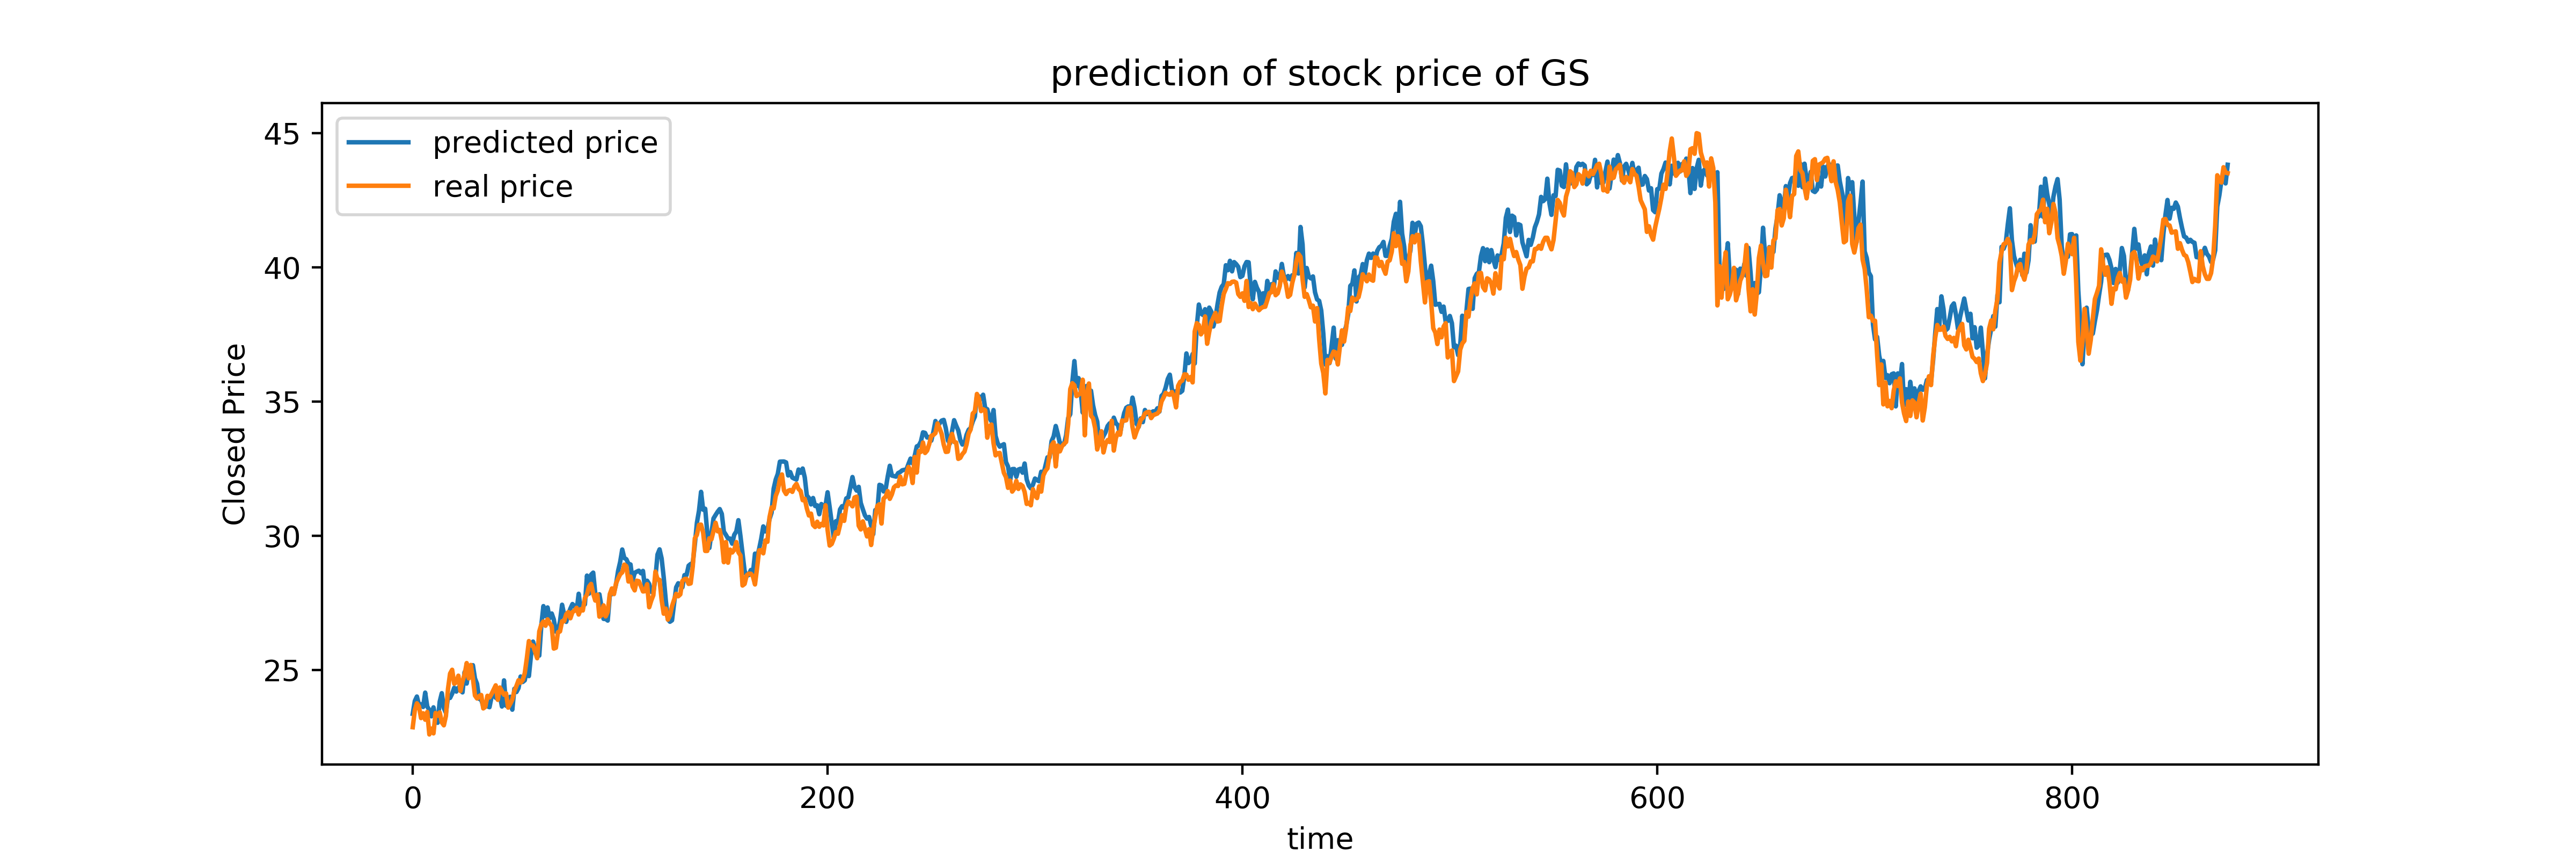 prediction of stock price of GS
predicted price
real price
45
40
35
30
25
Closed Price
0 200 400 600 800
time